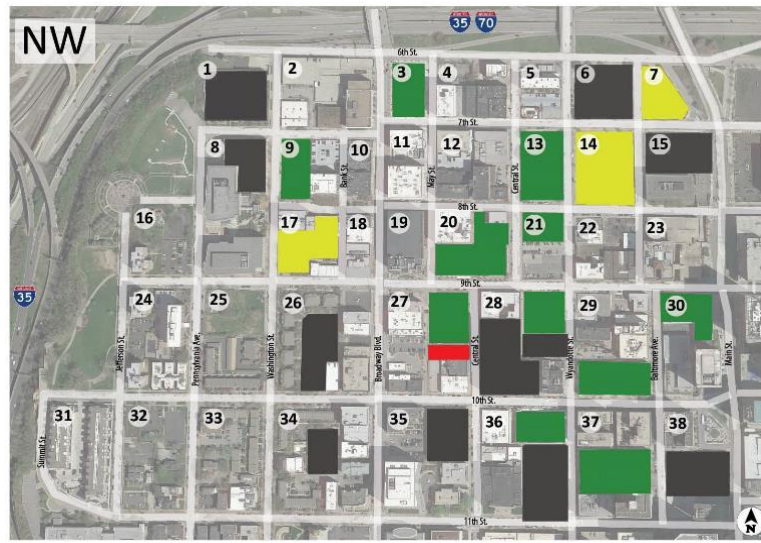 NW
35
70
6th St.
1
2
3
4
5
6
7
7th St.
8
9
10
11
12
13
14
15
Bank St.
May St.
Central St.
8th St.
16
17
18
19
20
21
22
23
35
9th St.
24
25
26
27
28
29
30
Jefferson St.
Pennsylvania Ave.
Washington St.
Broadway Blvd.
Central St.
Wyandotte St.
Baltimore Ave.
Main St.
10th St.
31
32
33
34
35
36
37
38
Summit St.
11th St.
N